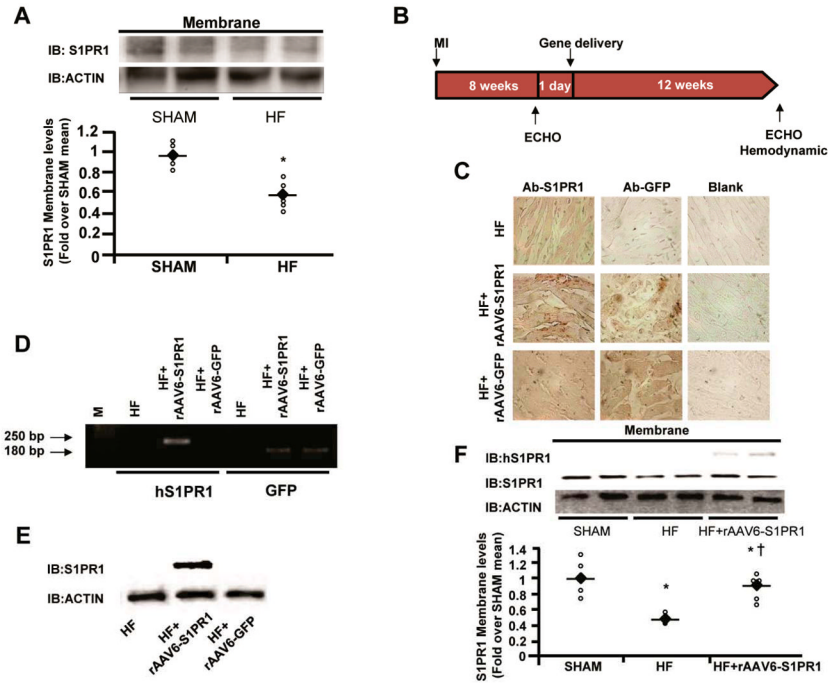 A
Membrane
IB: S1PR1
IB:ACTIN
SHAM
HF
S1PR1 Membrane levels
(Fold over SHAM mean)
1.2
1
0.8
0.6
0.4
0.2
0
*
SHAM
HF
B
MI
Gene delivery
8 weeks
1 day
12 weeks
ECHO
ECHO
Hemodynamic
C
Ab-S1PR1
Ab-GFP
Blank
HF
HF+
rAAV6-S1PR1
HF+
rAAV6-GFP
D
M
HF
HF+
rAAV6-S1PR1
HF+
rAAV6-GFP
HF
HF+
rAAV6-S1PR1
HF+
rAAV6-GFP
250 bp
180 bp
hS1PR1
GFP
E
IB:S1PR1
IB:ACTIN
HF
HF+
rAAV6-S1PR1
HF+
rAAV6-GFP
F
Membrane
IB:hS1PR1
IB:S1PR1
IB:ACTIN
SHAM
HF
HF+rAAV6-S1PR1
S1PR1 Membrane levels
(Fold over SHAM mean)
1.4
1.2
1
0.8
0.6
0.4
0.2
0
*
* †
SHAM
HF
HF+rAAV6-S1PR1